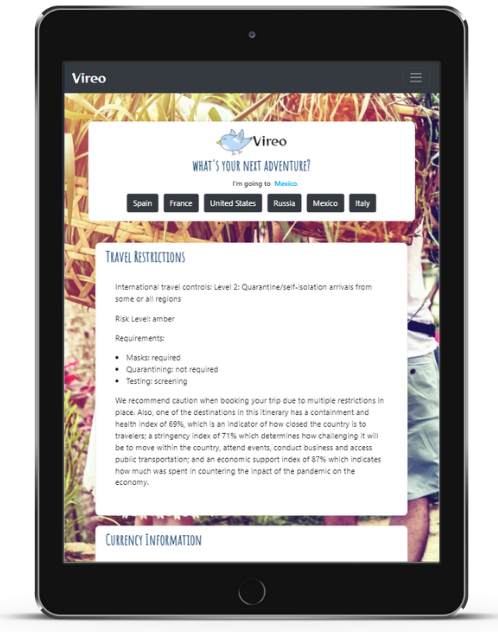 Vireo
Vireo
what's your next adventure?
I'm going to Mexico.
Spain France United States Russia Mexico Italy
Travel Restrictions
International travel controls: Level 2: Quarantine/self-isolation arrivals from
some or all regions
Risk Level: amber
Requirements:
Masks: required
Quarantining: not required
Testing: screening
We recommend caution when booking your trip due to multiple restrictions in
place. Also, one of the destinations in this itinerary has a containment and
health index of 69%, which is an indicator of how closed the country is to
travelers; a stringency index of 71% which determines how challenging it will
be to move within the country, attend events, conduct business and access
public transportation; and an economic support index of 87% which indicates
how much was spent in countering the inpact of the pandemic on the
economy.
Currency Information